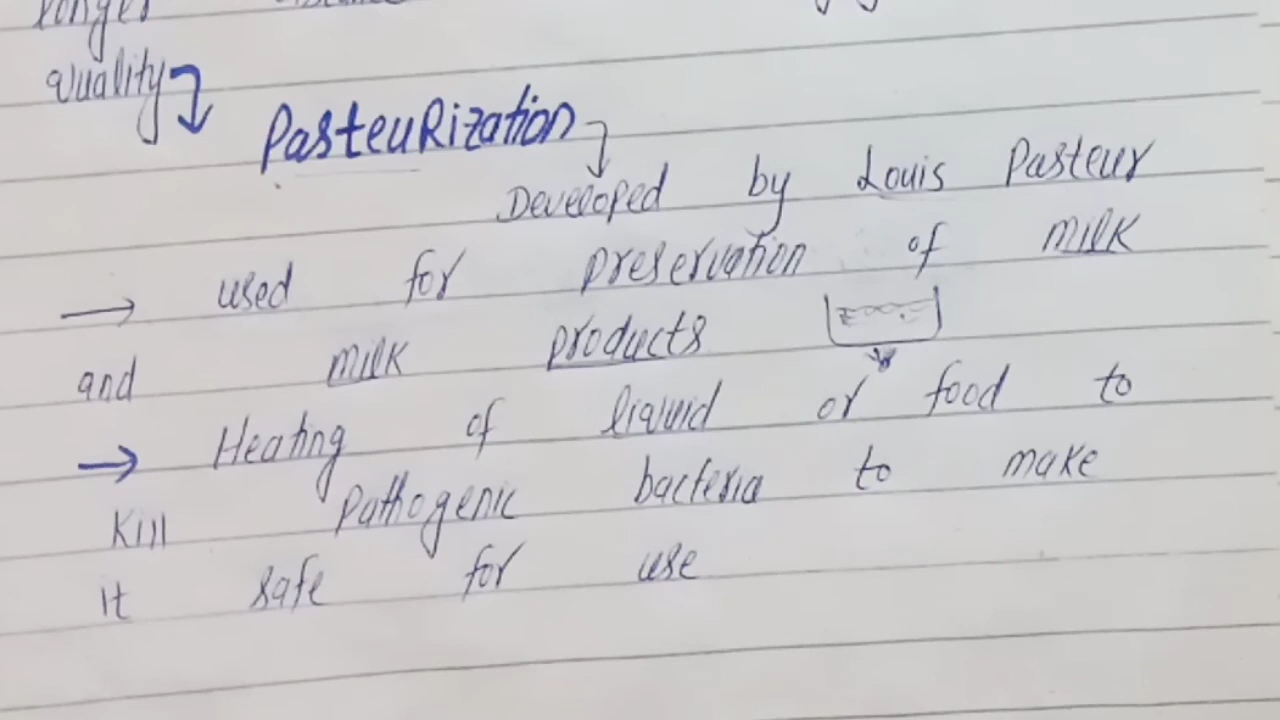 longer
quality
PasteuRization
Developed by Louis Pasteur
→ used for preservation of milk
and milk products
→ Heating of liquid or food to
Kill Pathogenic bacteria to make
it safe for use